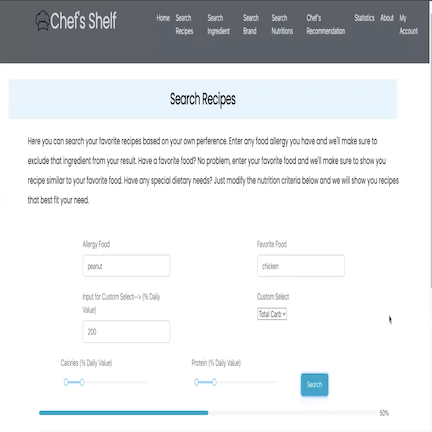 Chef's Shelf
Home Search Recipes Search Ingredient Search Brand Search Nutritions Chef's Recommendation Statistics About My Account
Search Recipes
Here you can search your favorite recipes based on your own perference. Enter any food allergy you have and we'll make sure to
exclude that ingredient from your result. Have a favorite food? No problem, enter your favorite food and we'll make sure to show you
recipe similar to your favorite food. Have any special dietary needs? Just modify the nutrition criteria below and we will show you recipes
that best fit your need.
Allergy Food
Favorite Food
peanut
chicken
Input for Custom Select--> (% Daily
Value)
Custom Select
200
Total Carb
Calories (% Daily Value)
Protein (% Daily Value)
Search
50%